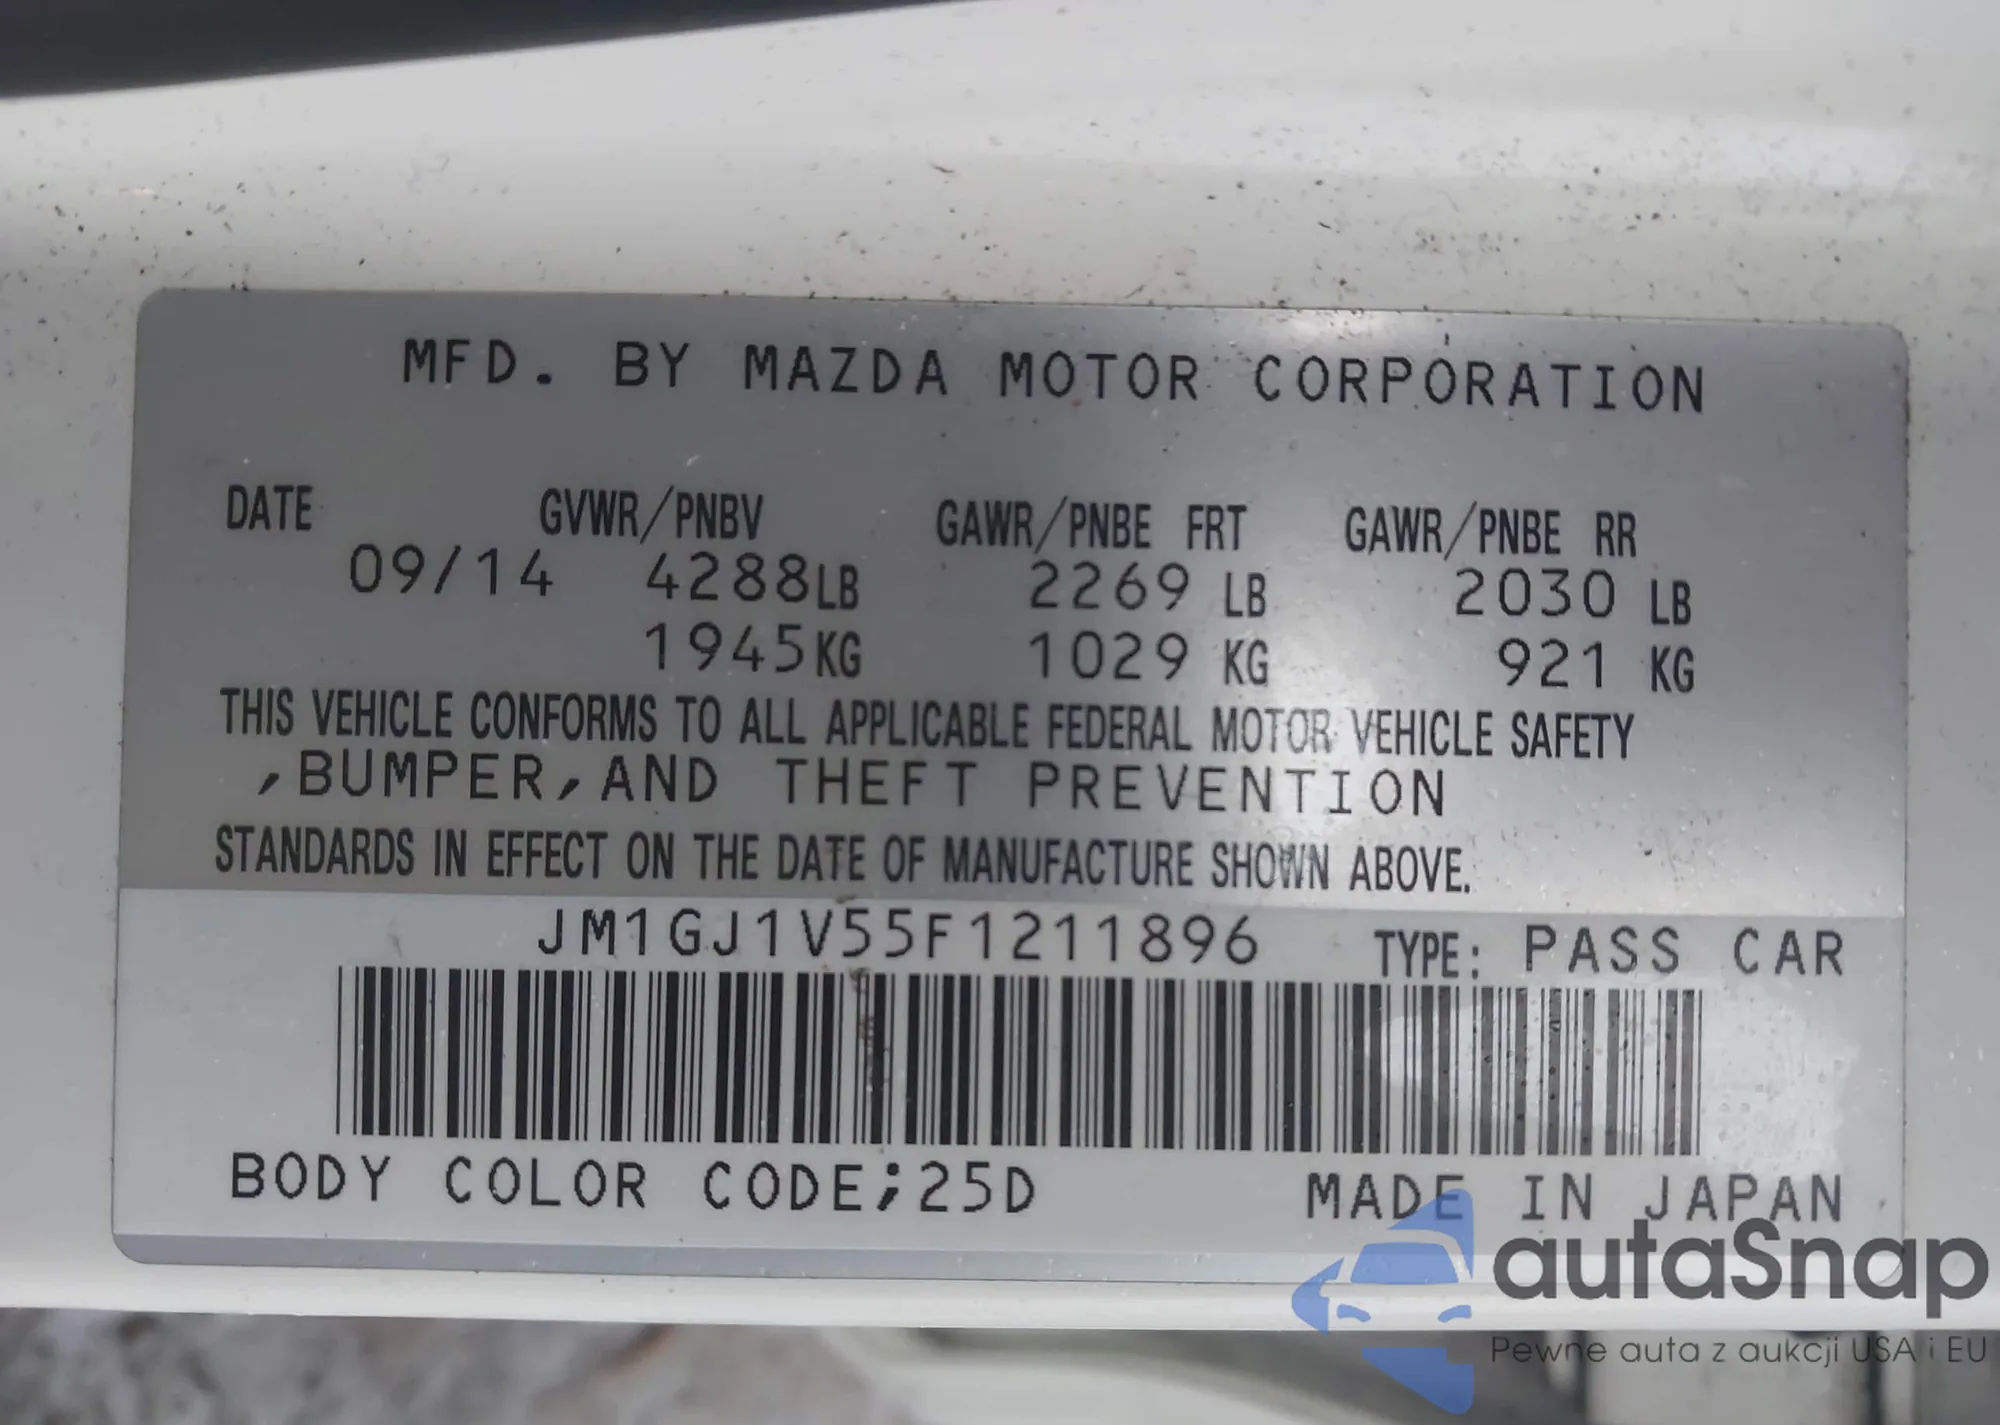 MFD. BY MAZDA MOTOR CORPORATION
DATE GVWR/PNBV GAWR/PNBE FRT GAWR/PNBE RR
09/14 4288LB 2269 LB 2030 LB
1945KG 1029 KG 921 KG
THIS VEHICLE CONFORMS TO ALL APPLICABLE FEDERAL MOTOR VEHICLE SAFETY
,BUMPER,AND THEFT PREVENTION
STANDARDS IN EFFECT ON THE DATE OF MANUFACTURE SHOWN ABOVE.
JM1GJ1V55F1211896 TYPE: PASS CAR
BODY COLOR CODE;25D MADE IN JAPAN
autaSnap
Pewne auta z aukcji USA i EU